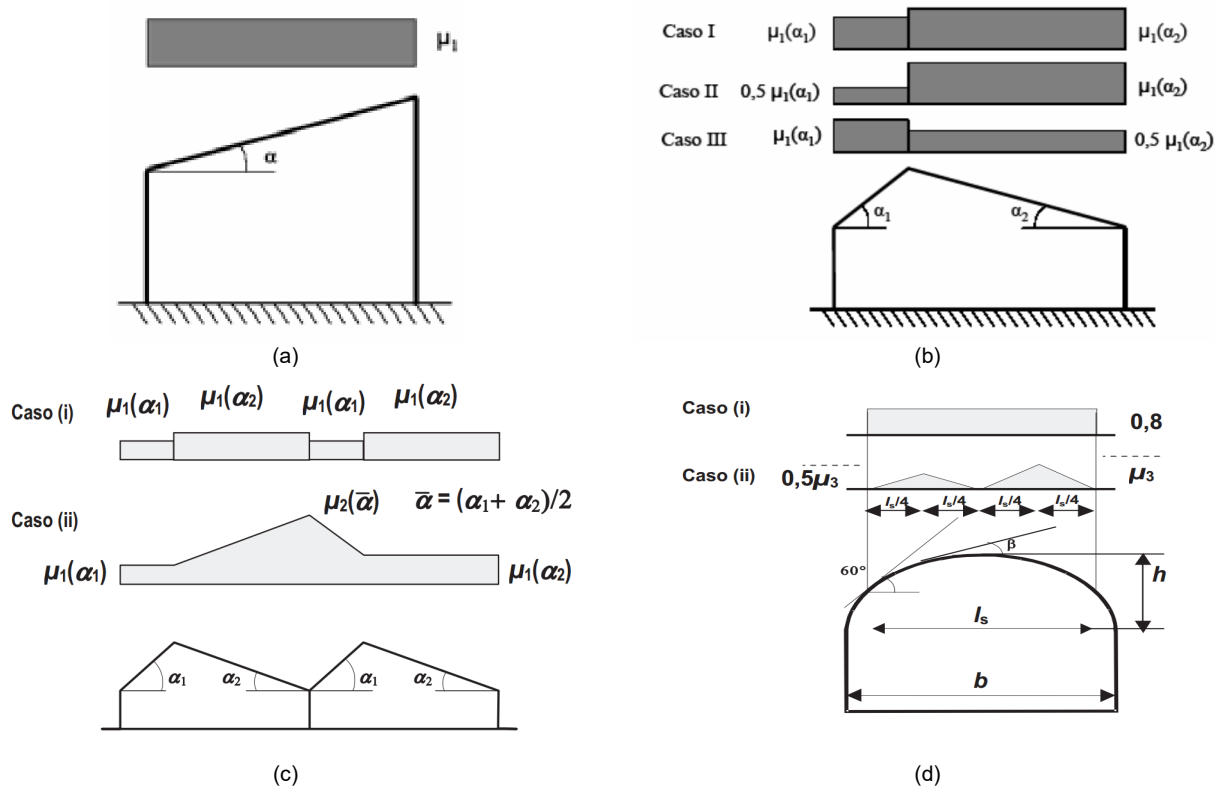 μ₁
α
(a)
Caso I μ₁(α₁) μ₁(α₂)
Caso II 0,5 μ₁(α₁) μ₁(α₂)
Caso III μ₁(α₁) 0,5 μ₁(α₂)
α₁ α₂
(b)
Caso (i) μ₁(α₁) μ₁(α₂) μ₁(α₁) μ₁(α₂)
Caso (ii) μ₂(α̅) α̅ = (α₁+ α₂)/2
μ₁(α₁) μ₁(α₂)
α₁ α₂ α₁ α₂
(c)
Caso (i) 0,8
Caso (ii) 0,5μ₃ μ₃
lₛ/4 lₛ/4 lₛ/4 lₛ/4
β
60° h
lₛ
b
(d)